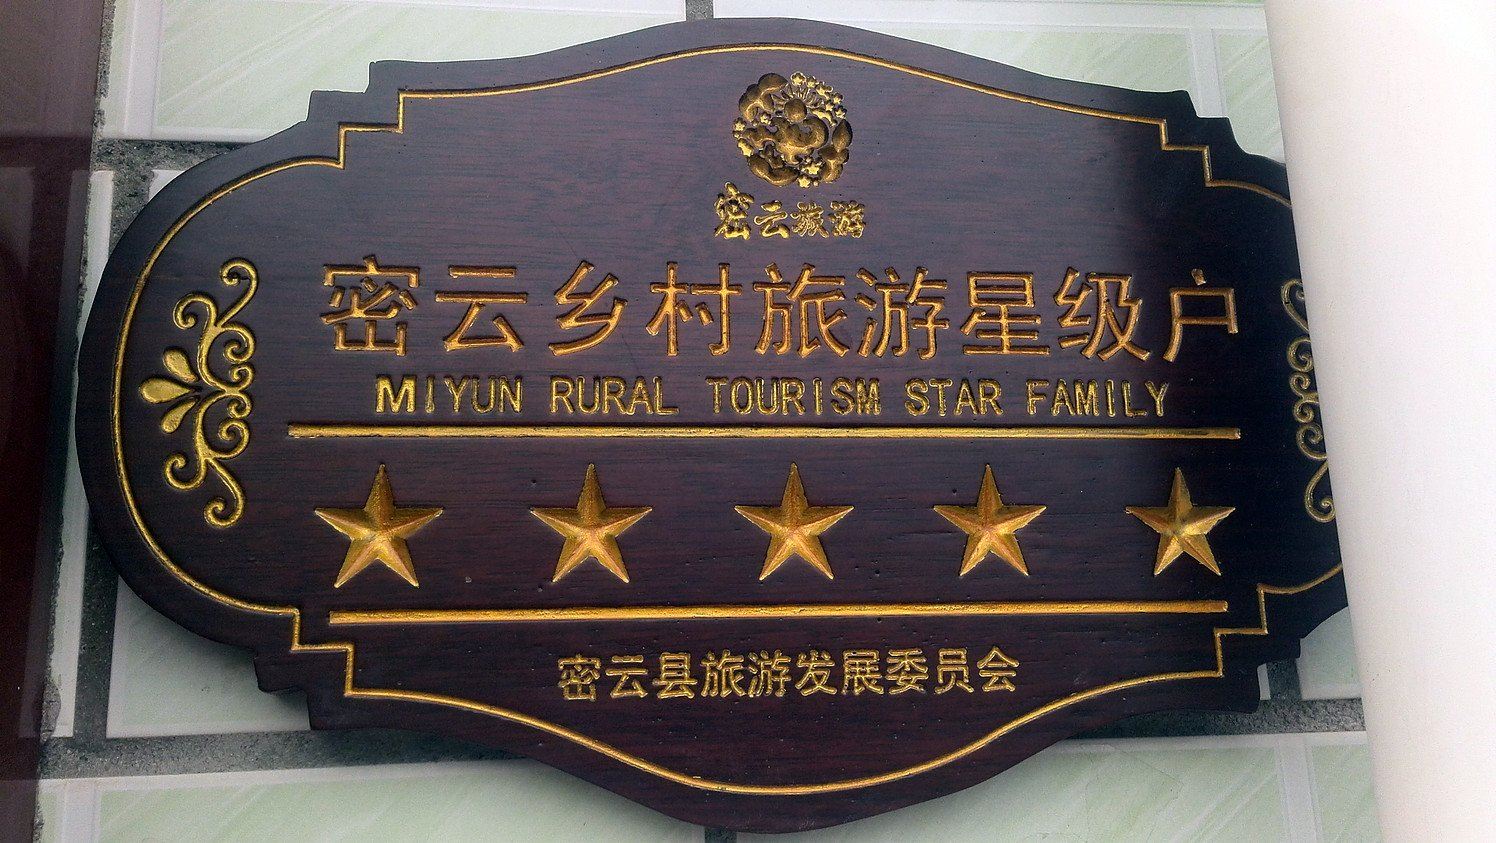 密云旅游
密云乡村旅游星级户
MIYUN RURAL TOURISM STAR FAMILY
密云县旅游发展委员会